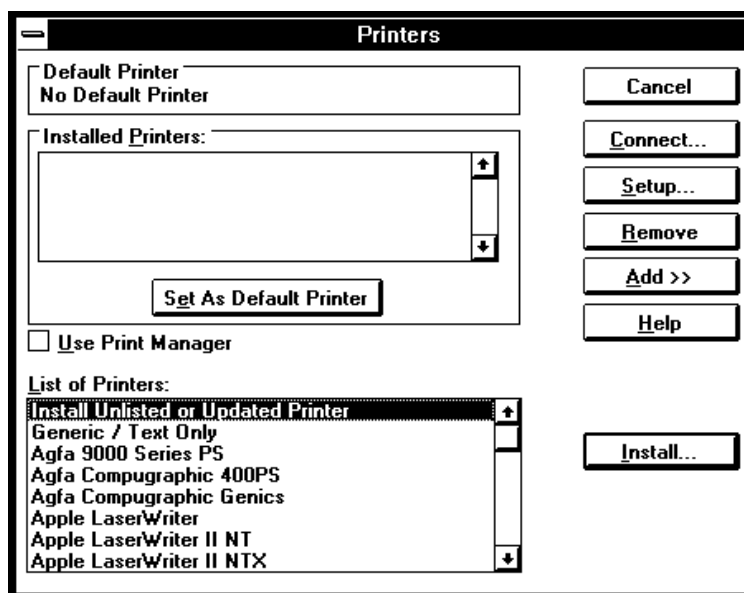 Printers
Default Printer
No Default Printer
Installed Printers:
Set As Default Printer
Use Print Manager
List of Printers:
Install Unlisted or Updated Printer
Generic / Text Only
Agfa 9000 Series PS
Agfa Compugraphic 400PS
Agfa Compugraphic Genics
Apple LaserWriter
Apple LaserWriter II NT
Apple LaserWriter II NTX
Cancel
Connect...
Setup...
Remove
Add >>
Help
Install...